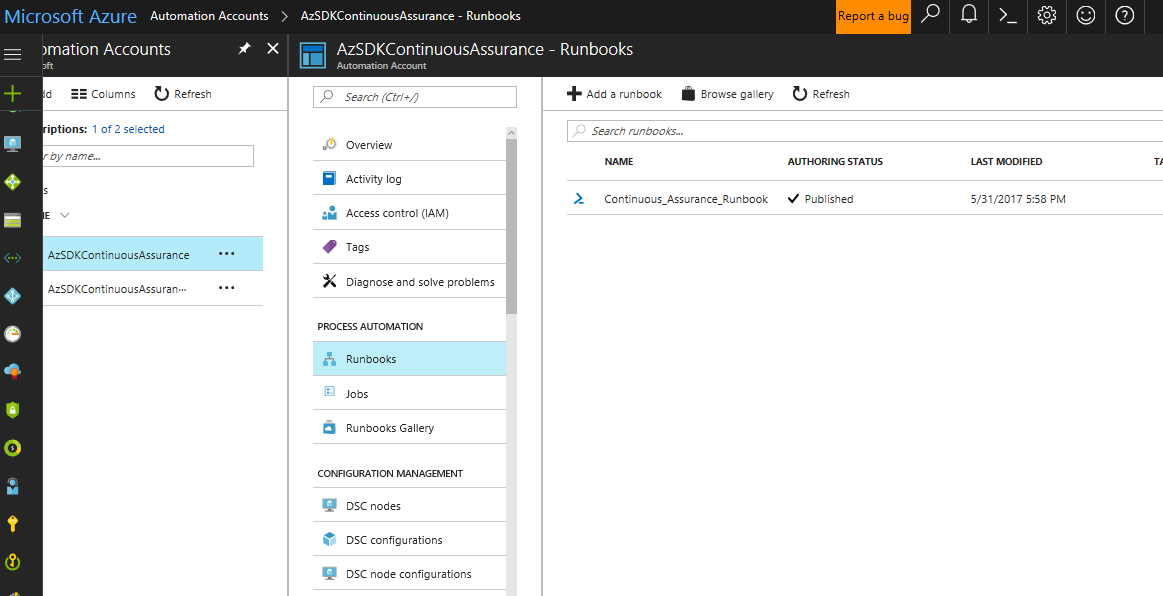 Microsoft Azure Automation Accounts > AzSDKContinuousAssurance - Runbooks Report a bug
omation Accounts
oft
AzSDKContinuousAssurance - Runbooks
Automation Account
dd Columns Refresh
Search (Ctrl+/)
Add a runbook Browse gallery Refresh
riptions: 1 of 2 selected
r by name...
s
ME
AzSDKContinuousAssurance ...
AzSDKContinuousAssuran... ...
Overview
Activity log
Access control (IAM)
Tags
Diagnose and solve problems
PROCESS AUTOMATION
Runbooks
Jobs
Runbooks Gallery
CONFIGURATION MANAGEMENT
DSC nodes
DSC configurations
DSC node configurations
Search runbooks...
NAME AUTHORING STATUS LAST MODIFIED TA
Continuous_Assurance_Runbook Published 5/31/2017 5:58 PM